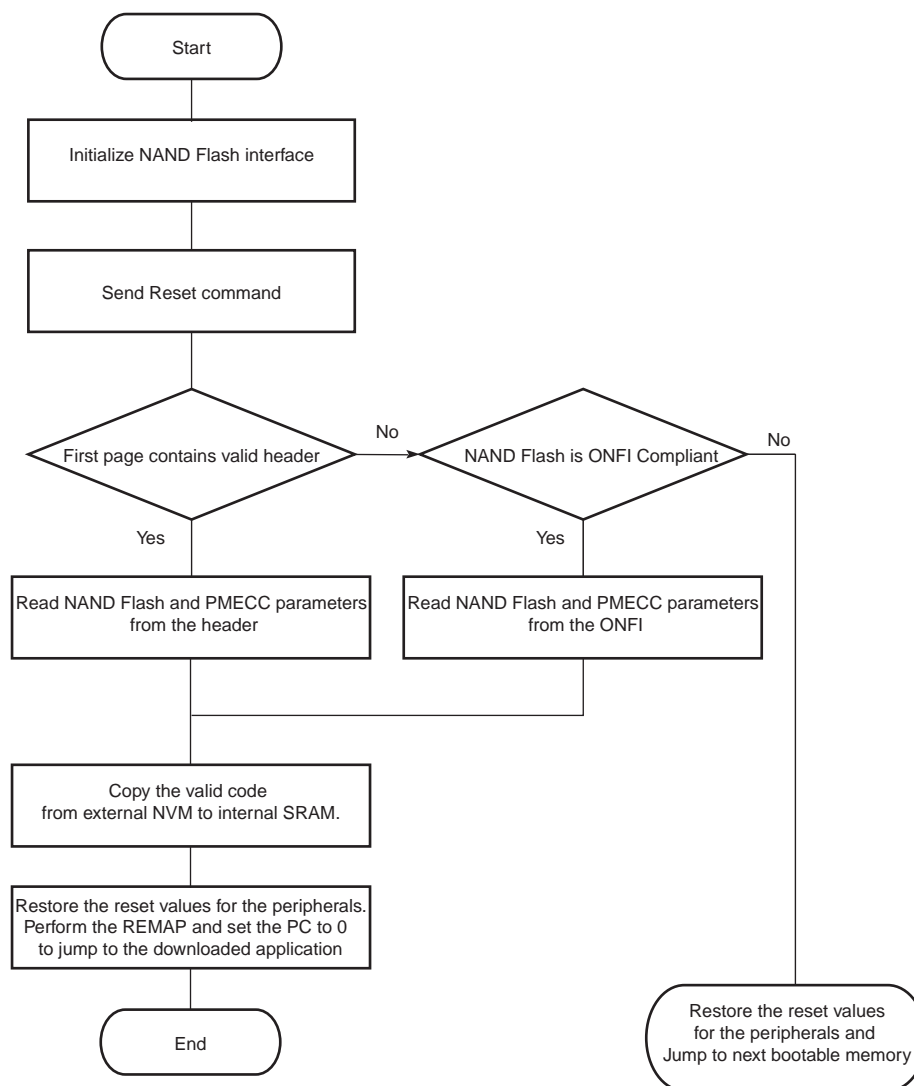 Start
Initialize NAND Flash interface
Send Reset command
First page contains valid header
No
NAND Flash is ONFI Compliant
No
Yes
Yes
Read NAND Flash and PMECC parameters
from the header
Read NAND Flash and PMECC parameters
from the ONFI
Copy the valid code
from external NVM to internal SRAM.
Restore the reset values for the peripherals.
Perform the REMAP and set the PC to 0
to jump to the downloaded application
End
Restore the reset values
for the peripherals and
Jump to next bootable memory